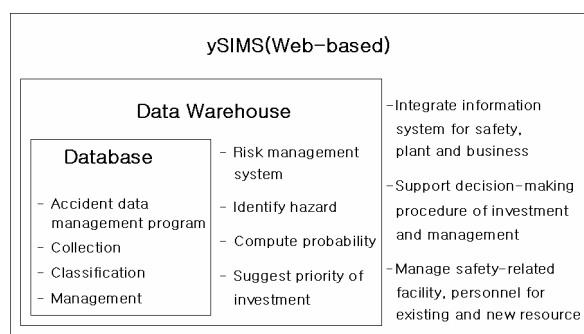 ySIMS(Web-based)
Data Warehouse
Database
- Accident data
management program
- Collection
- Classification
- Management
- Risk management
system
- Identify hazard
- Compute probability
- Suggest priority of
investment
-Integrate information
system for safety,
plant and business
-Support decision-making
procedure of investment
and management
-Manage safety-related
facility, personnel for
existing and new resource